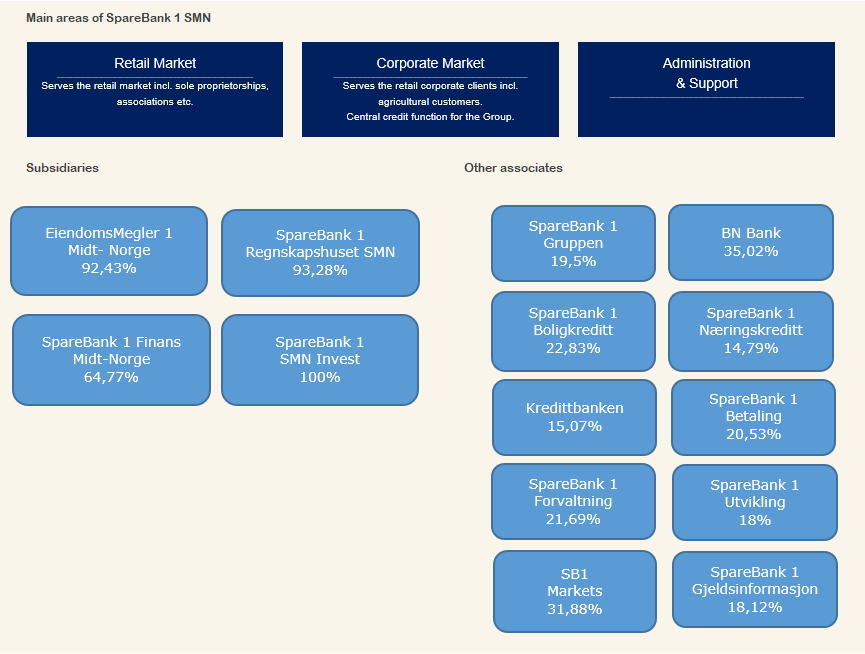 Main areas of SpareBank 1 SMN
Retail Market
Serves the retail market incl. sole proprietorships,
associations etc.
Corporate Market
Serves the retail corporate clients incl.
agricultural customers.
Central credit function for the Group.
Administration
& Support
Subsidiaries
EiendomsMegler 1
Midt- Norge
92,43%
SpareBank 1
Regnskapshuset SMN
93,28%
SpareBank 1 Finans
Midt-Norge
64,77%
SpareBank 1
SMN Invest
100%
Other associates
SpareBank 1
Gruppen
19,5%
BN Bank
35,02%
SpareBank 1
Boligkreditt
22,83%
SpareBank 1
Næringskreditt
14,79%
Kredittbanken
15,07%
SpareBank 1
Betaling
20,53%
SpareBank 1
Forvaltning
21,69%
SpareBank 1
Utvikling
18%
SB1
Markets
31,88%
SpareBank 1
Gjeldsinformasjon
18,12%